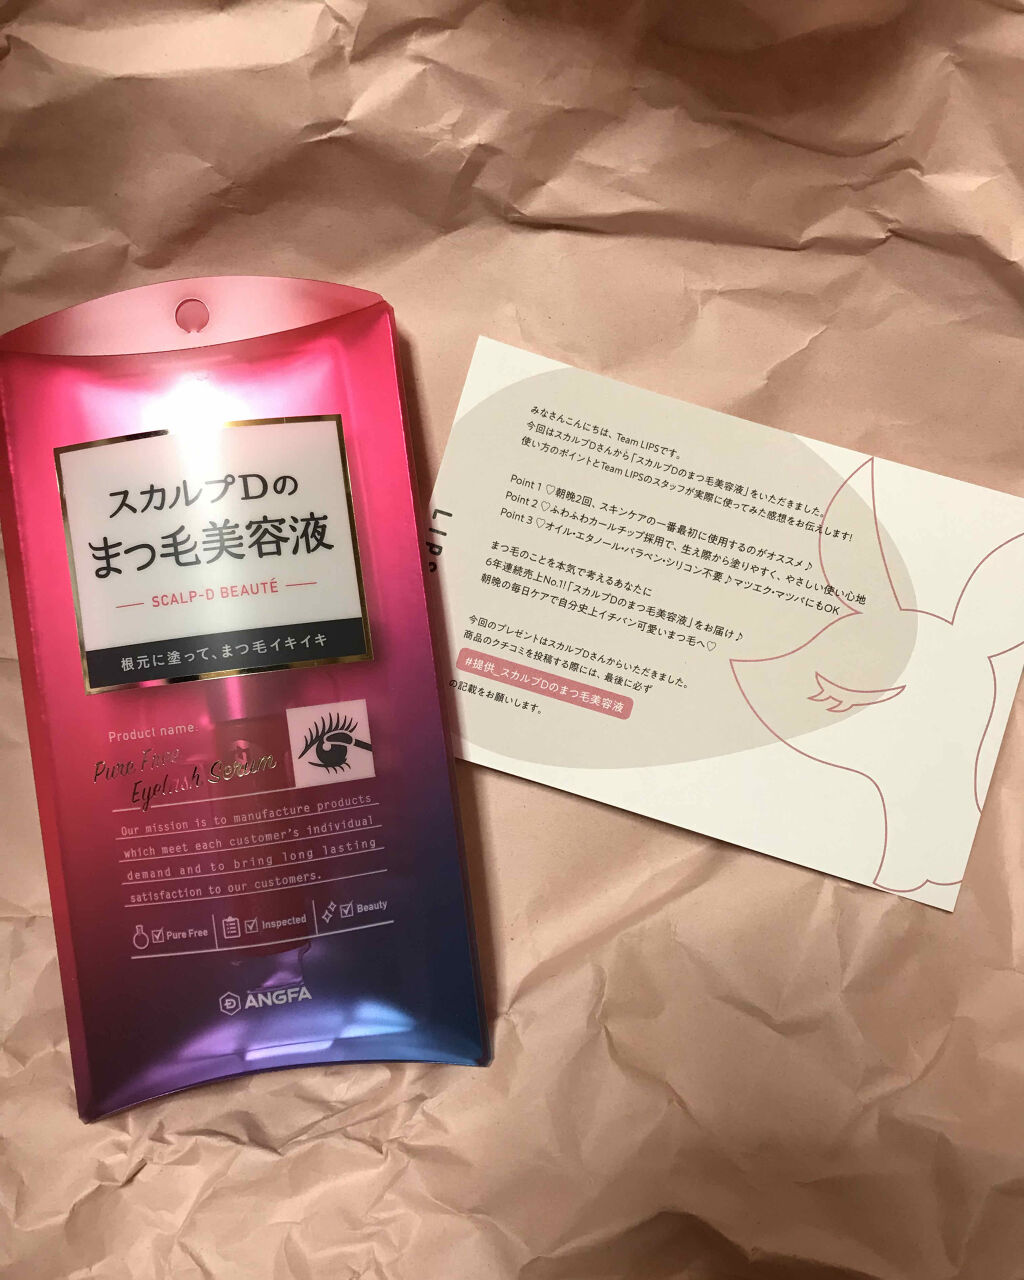 スカルプDの
まつ毛美容液
SCALP-D BEAUTÉ
根元に塗って、まつ毛イキイキ
Product name:
Pure Free
Eyelash Serum
Our mission is to manufacture products
which meet each customer's individual
demand and to bring long lasting
satisfaction to our customers.
Pure Free
Inspected
Beauty
ANGFA
LIPS
みなさんこんにちは、Team LIPSです。
今回はスカルプDさんから「スカルプDのまつ毛美容液」をいただきました。
使い方のポイントとTeam LIPSのスタッフが実際に使ってみた感想をお伝えします!
Point 1 ♡朝晩2回、スキンケアの一番最初に使用するのがオススメ♪
Point 2 ♡ふわふわカールチップ採用で、生え際から塗りやすく、やさしい使い心地
Point 3 ♡オイル・エタノール・パラベン・シリコン不要♪マツエク・マツパにもOK
まつ毛のことを本気で考えるあなたに
6年連続売上No.1!「スカルプDのまつ毛美容液」をお届け♪
朝晩の毎日ケアで自分史上イチバン可愛いまつ毛へ♡
今回のプレゼントはスカルプDさんからいただきました。
商品のクチコミを投稿する際には、最後に必ず
#提供_スカルプDのまつ毛美容液
の記載をお願いします。